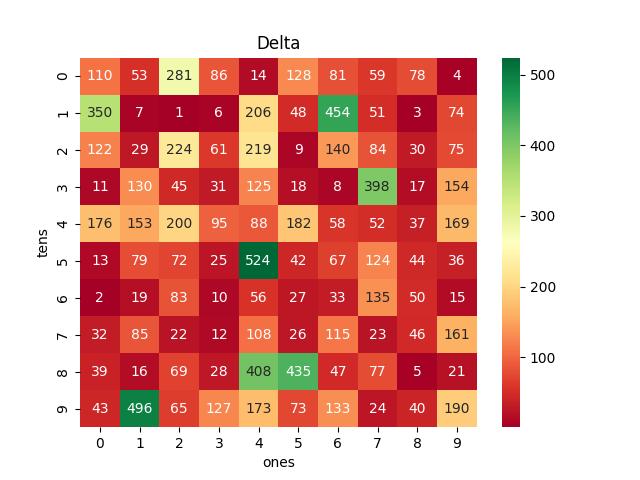 Delta
0 110 53 281 86 14 128 81 59 78 4
1 350 7 1 6 206 48 454 51 3 74
2 122 29 224 61 219 9 140 84 30 75
3 11 130 45 31 125 18 8 398 17 154
4 176 153 200 95 88 182 58 52 37 169
5 13 79 72 25 524 42 67 124 44 36
6 2 19 83 10 56 27 33 135 50 15
7 32 85 22 12 108 26 115 23 46 161
8 39 16 69 28 408 435 47 77 5 21
9 43 496 65 127 173 73 133 24 40 190
0 1 2 3 4 5 6 7 8 9
ones
tens
500
400
300
200
100